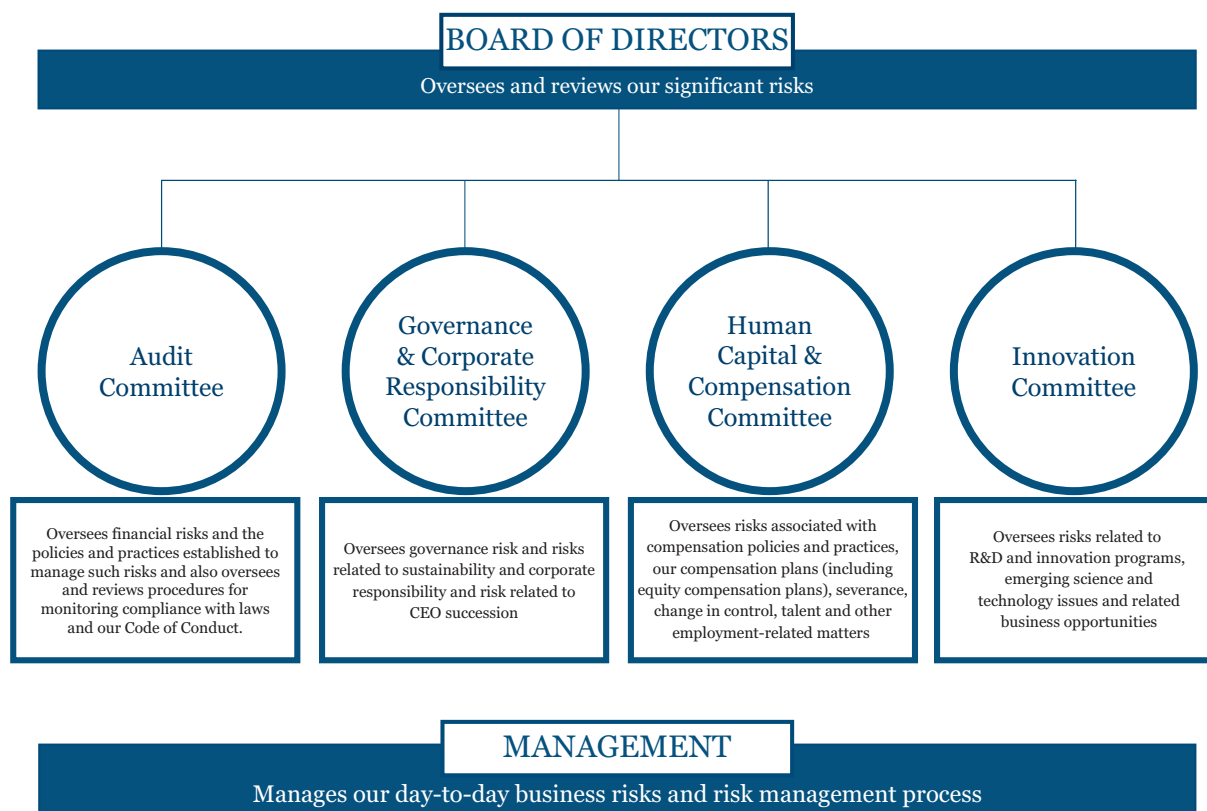 BOARD OF DIRECTORS
Oversees and reviews our significant risks
Audit
Committee
Governance
& Corporate
Responsibility
Committee
Human
Capital &
Compensation
Committee
Innovation
Committee
Oversees financial risks and the
policies and practices established to
manage such risks and also oversees
and reviews procedures for
monitoring compliance with laws
and our Code of Conduct.
Oversees governance risk and risks
related to sustainability and corporate
responsibility and risk related to
CEO succession
Oversees risks associated with
compensation policies and practices,
our compensation plans (including
equity compensation plans), severance,
change in control, talent and other
employment-related matters
Oversees risks related to
R&D and innovation programs,
emerging science and
technology issues and related
business opportunities
MANAGEMENT
Manages our day-to-day business risks and risk management process